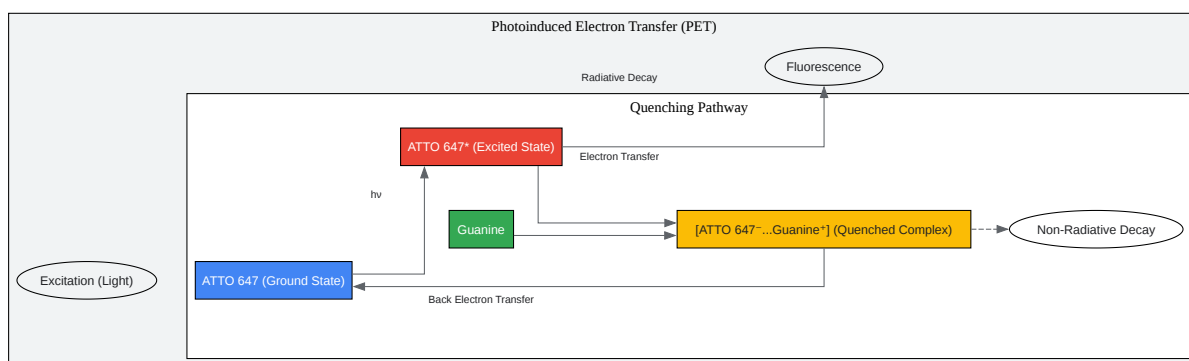 Photoinduced Electron Transfer (PET)
Fluorescence
Radiative Decay
Quenching Pathway
ATTO 647* (Excited State)
Electron Transfer
hν
Guanine
[ATTO 647⁻...Guanine⁺] (Quenched Complex)
Non-Radiative Decay
Excitation (Light)
ATTO 647 (Ground State)
Back Electron Transfer